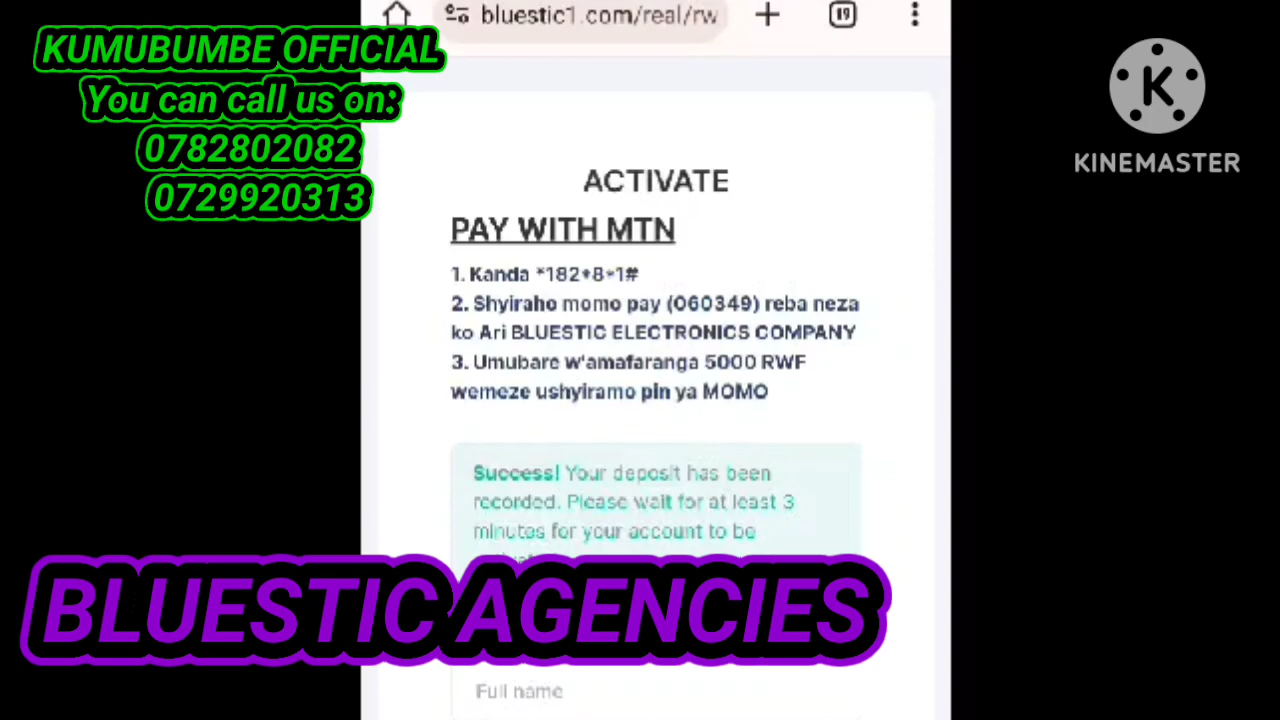 KUMUBUMBE OFFICIAL
You can call us on:
0782802082
0729920313
bluestic1.com/real/rw
19
K
KINEMASTER
ACTIVATE
PAY WITH MTN
1. Kanda *182*8*1#
2. Shyiraho momo pay (060349) reba neza
ko Ari BLUESTIC ELECTRONICS COMPANY
3. Umubare w'amafaranga 5000 RWF
wemeze ushyiramo pin ya MOMO
Success! Your deposit has been
recorded. Please wait for at least 3
minutes for your account to be
BLUESTIC AGENCIES
Full name